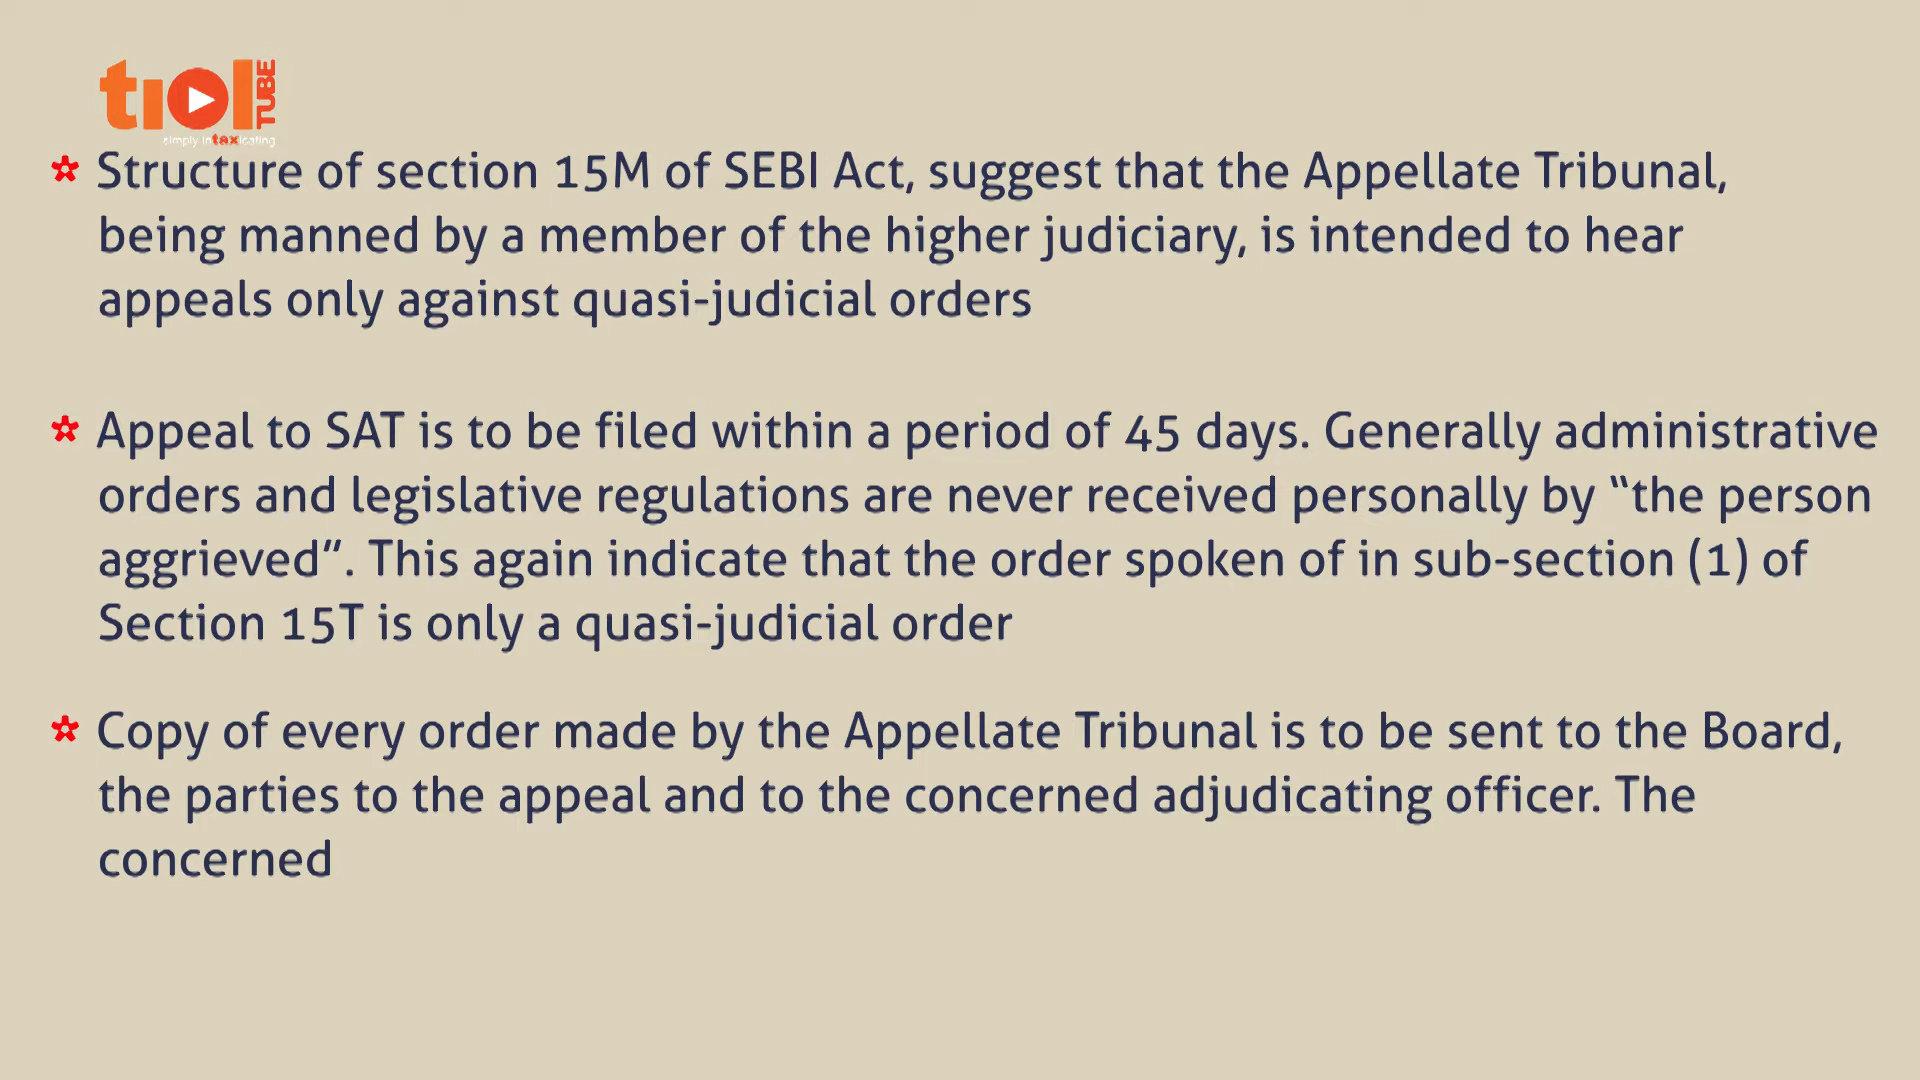 tiol TUBE
simply intaxicating
* Structure of section 15M of SEBI Act, suggest that the Appellate Tribunal,
being manned by a member of the higher judiciary, is intended to hear
appeals only against quasi-judicial orders
* Appeal to SAT is to be filed within a period of 45 days. Generally administrative
orders and legislative regulations are never received personally by “the person
aggrieved”. This again indicate that the order spoken of in sub-section (1) of
Section 15T is only a quasi-judicial order
* Copy of every order made by the Appellate Tribunal is to be sent to the Board,
the parties to the appeal and to the concerned adjudicating officer. The
concerned